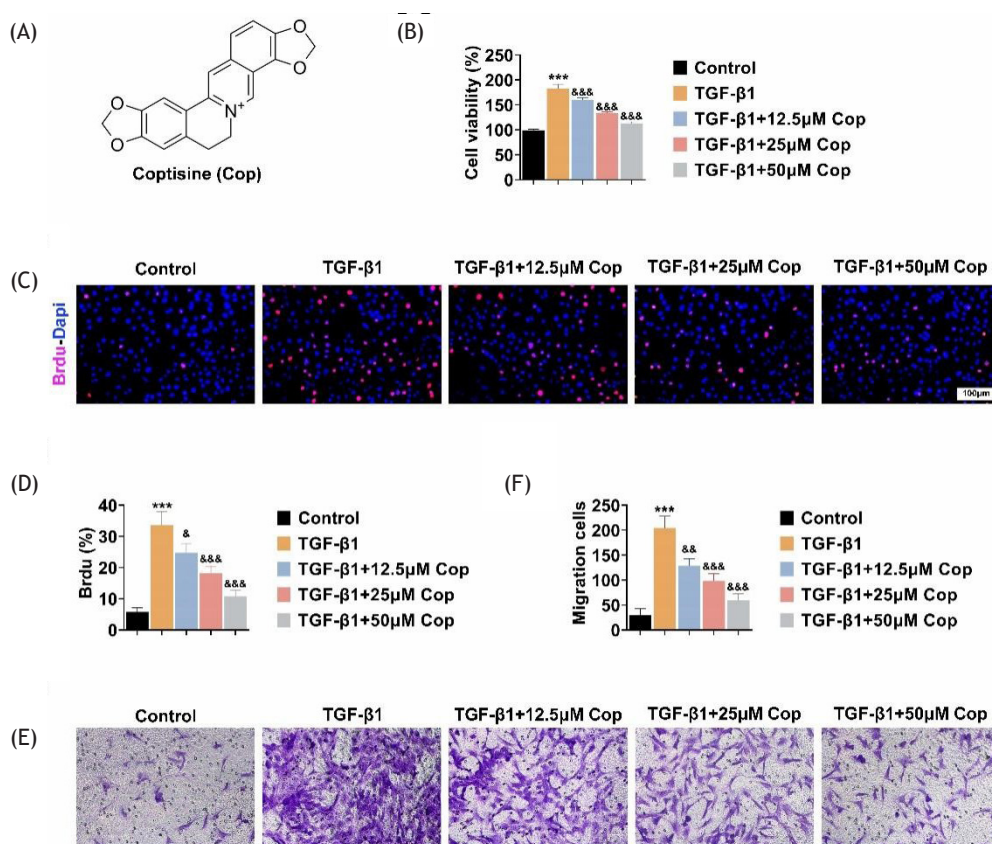 (A)
O
O
N+
O
O
Coptisine (Cop)
(B)
Cell viability (%)
250
200
150
100
50
0
***
&&&
&&&
&&&
Control
TGF-β1
TGF-β1+12.5μM Cop
TGF-β1+25μM Cop
TGF-β1+50μM Cop
(C)
Control
TGF-β1
TGF-β1+12.5μM Cop
TGF-β1+25μM Cop
TGF-β1+50μM Cop
Brdu-Dapi
100μm
(D)
Brdu (%)
40
30
20
10
0
***
&
&&&
&&&
Control
TGF-β1
TGF-β1+12.5μM Cop
TGF-β1+25μM Cop
TGF-β1+50μM Cop
(F)
Migration cells
250
200
150
100
50
0
***
&&
&&&
&&&
Control
TGF-β1
TGF-β1+12.5μM Cop
TGF-β1+25μM Cop
TGF-β1+50μM Cop
(E)
Control
TGF-β1
TGF-β1+12.5μM Cop
TGF-β1+25μM Cop
TGF-β1+50μM Cop